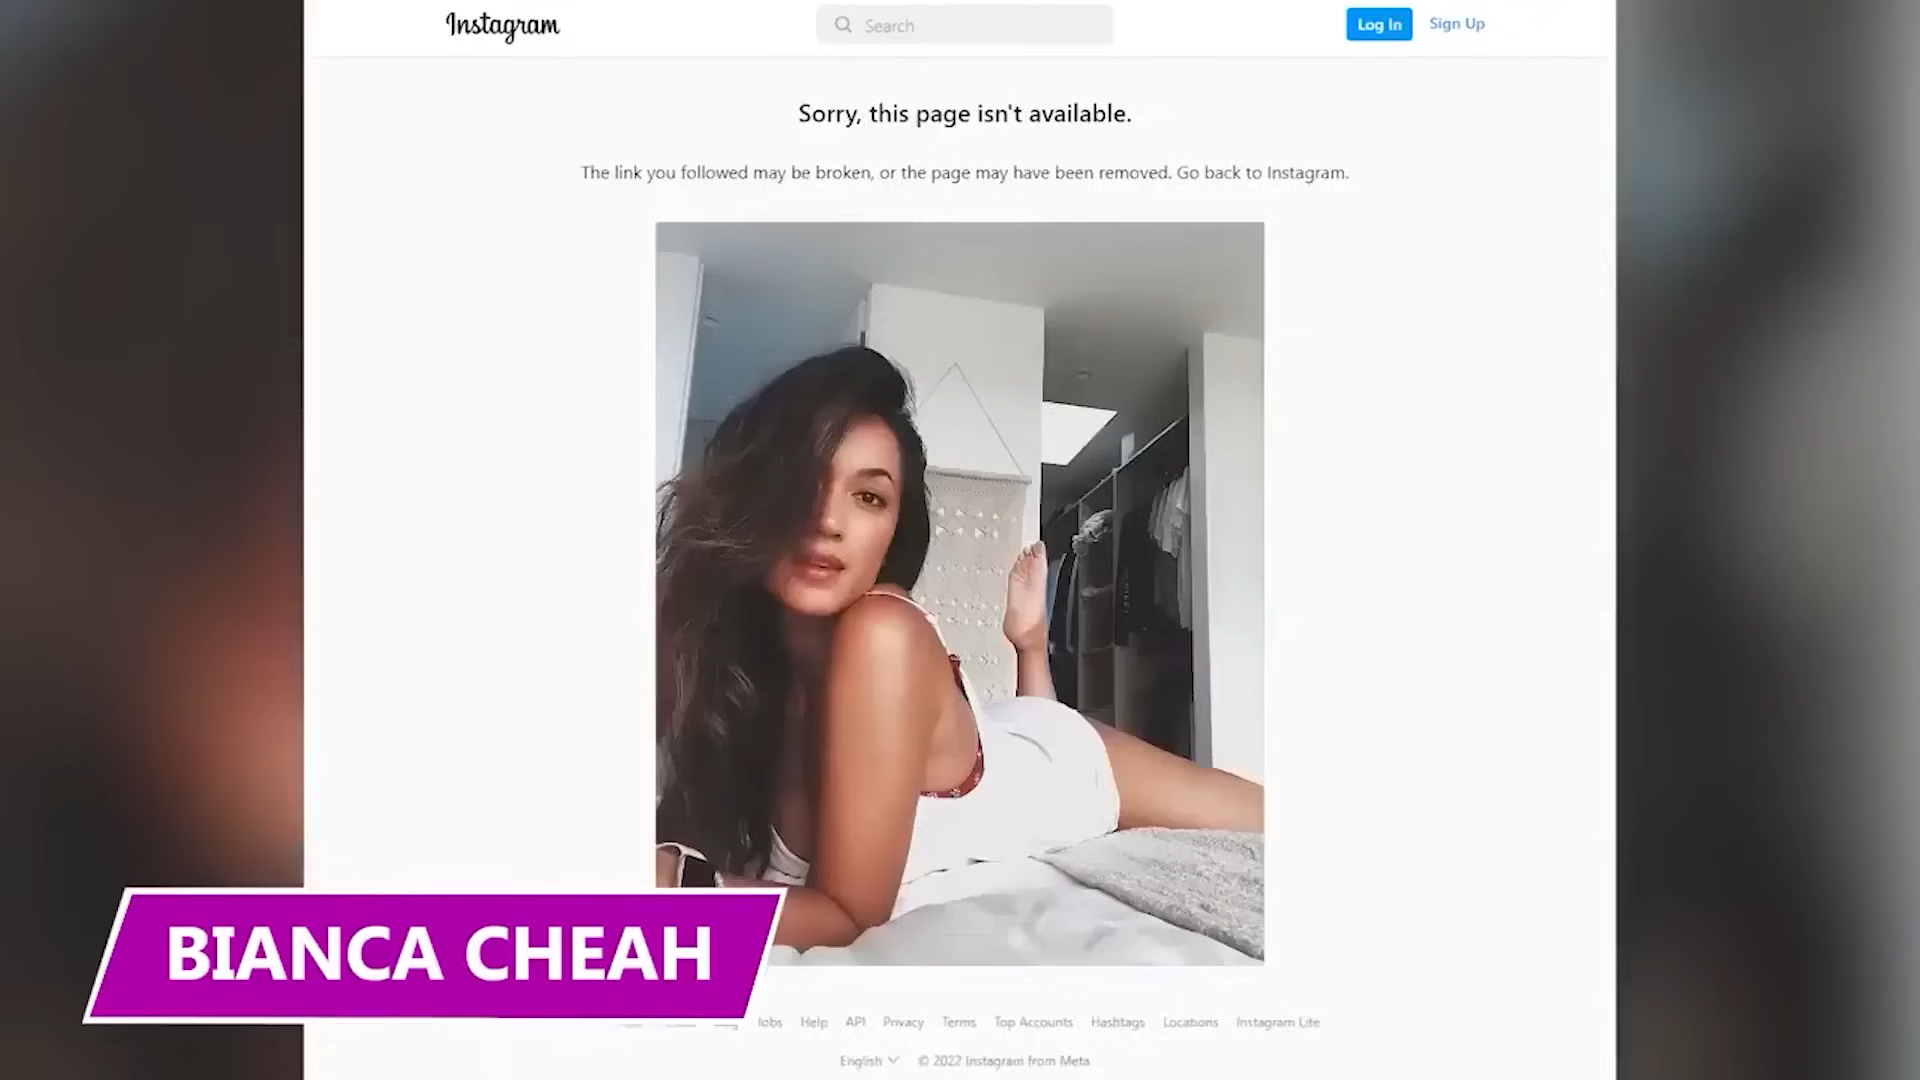 Instagram
Search
Log In
Sign Up
Sorry, this page isn't available.
The link you followed may be broken, or the page may have been removed. Go back to Instagram.
BIANCA CHEAH
Jobs Help API Privacy Terms Top Accounts Hashtags Locations Instagram Lite
English
© 2022 Instagram from Meta